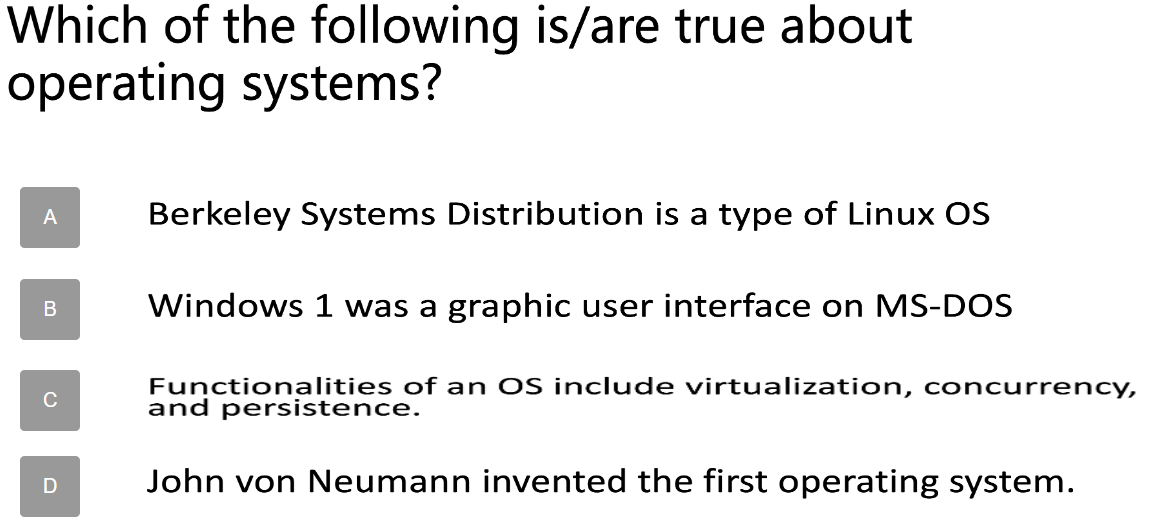 Which of the following is/are true about
operating systems?
A
Berkeley Systems Distribution is a type of Linux OS
B
Windows 1 was a graphic user interface on MS-DOS
C
Functionalities of an OS include virtualization, concurrency,
and persistence.
D
John von Neumann invented the first operating system.